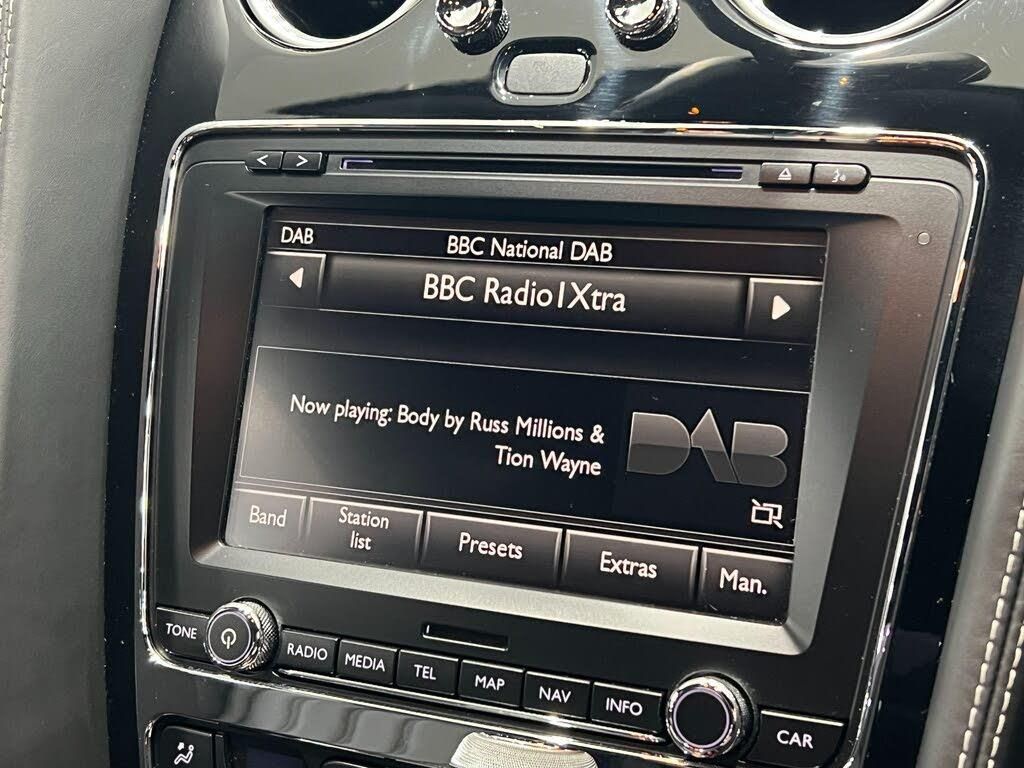 DAB
BBC National DAB
BBC Radio1Xtra
Now playing: Body by Russ Millions &
Tion Wayne
DAB
Band
Station
list
Presets
Extras
Man.
TONE
RADIO
MEDIA
TEL
MAP
NAV
INFO
CAR